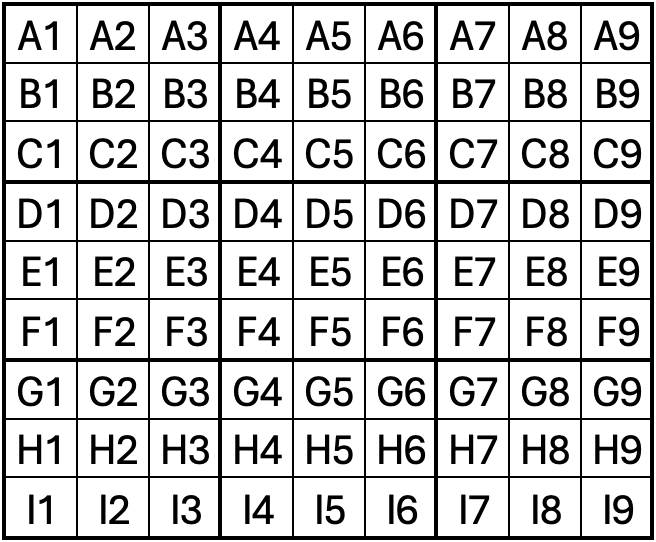 A1 A2 A3 A4 A5 A6 A7 A8 A9
B1 B2 B3 B4 B5 B6 B7 B8 B9
C1 C2 C3 C4 C5 C6 C7 C8 C9
D1 D2 D3 D4 D5 D6 D7 D8 D9
E1 E2 E3 E4 E5 E6 E7 E8 E9
F1 F2 F3 F4 F5 F6 F7 F8 F9
G1 G2 G3 G4 G5 G6 G7 G8 G9
H1 H2 H3 H4 H5 H6 H7 H8 H9
I1 I2 I3 I4 I5 I6 I7 I8 I9